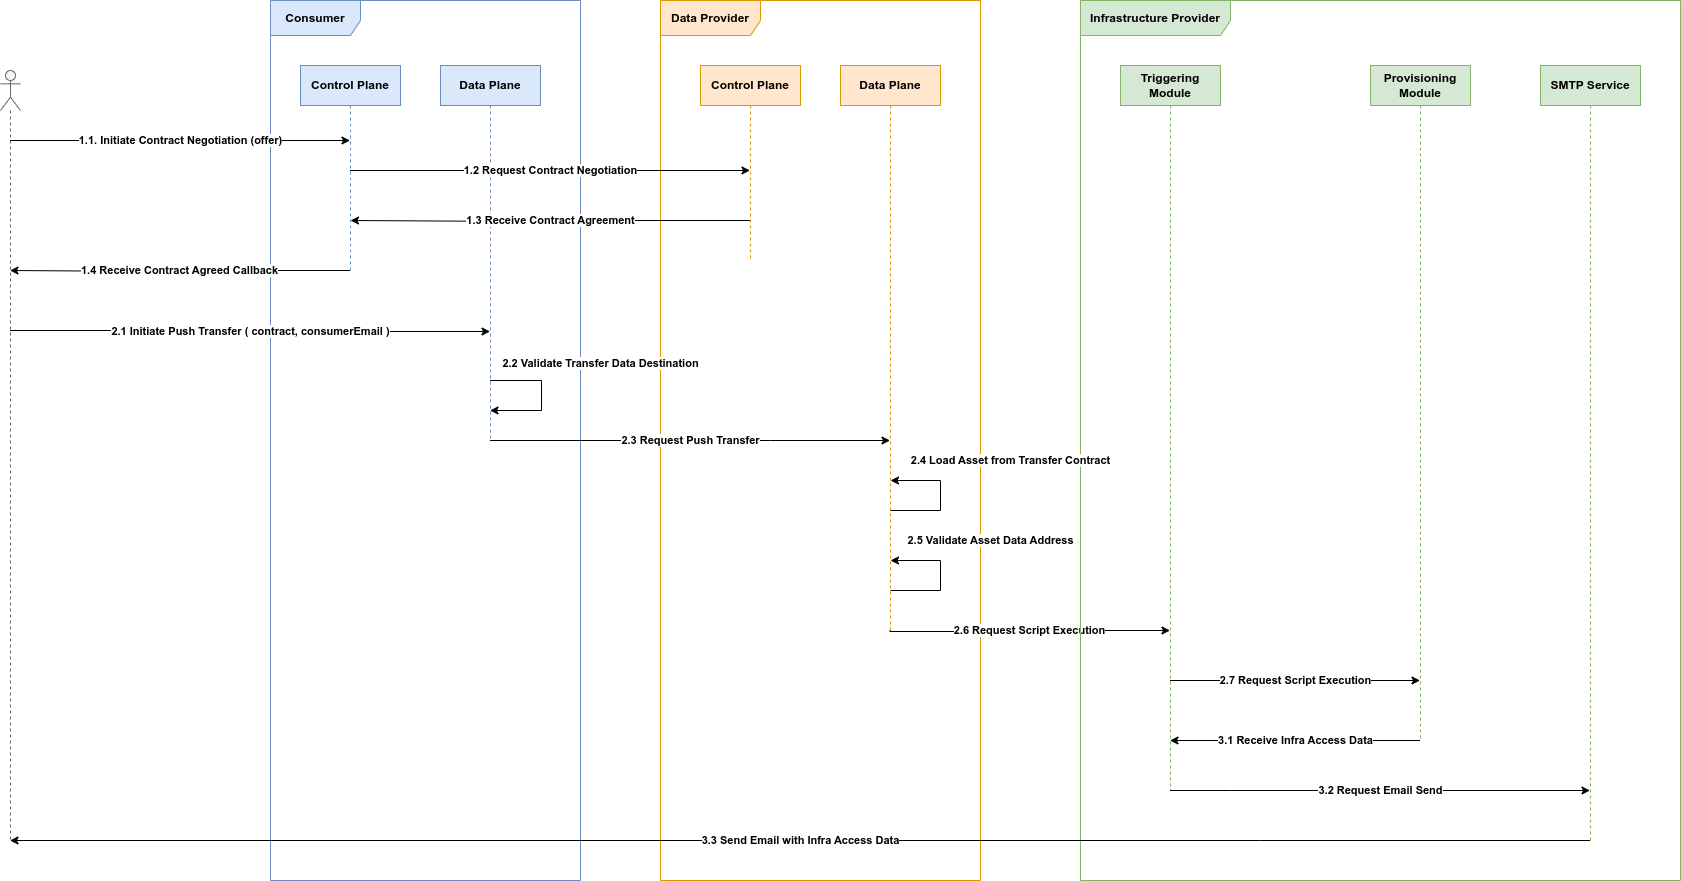 Consumer
Data Provider
Infrastructure Provider
Control Plane
Data Plane
Control Plane
Data Plane
Triggering
Module
Provisioning
Module
SMTP Service
1.1. Initiate Contract Negotiation (offer)
1.2 Request Contract Negotiation
1.3 Receive Contract Agreement
1.4 Receive Contract Agreed Callback
2.1 Initiate Push Transfer ( contract, consumerEmail )
2.2 Validate Transfer Data Destination
2.3 Request Push Transfer
2.4 Load Asset from Transfer Contract
2.5 Validate Asset Data Address
2.6 Request Script Execution
2.7 Request Script Execution
3.1 Receive Infra Access Data
3.2 Request Email Send
3.3 Send Email with Infra Access Data